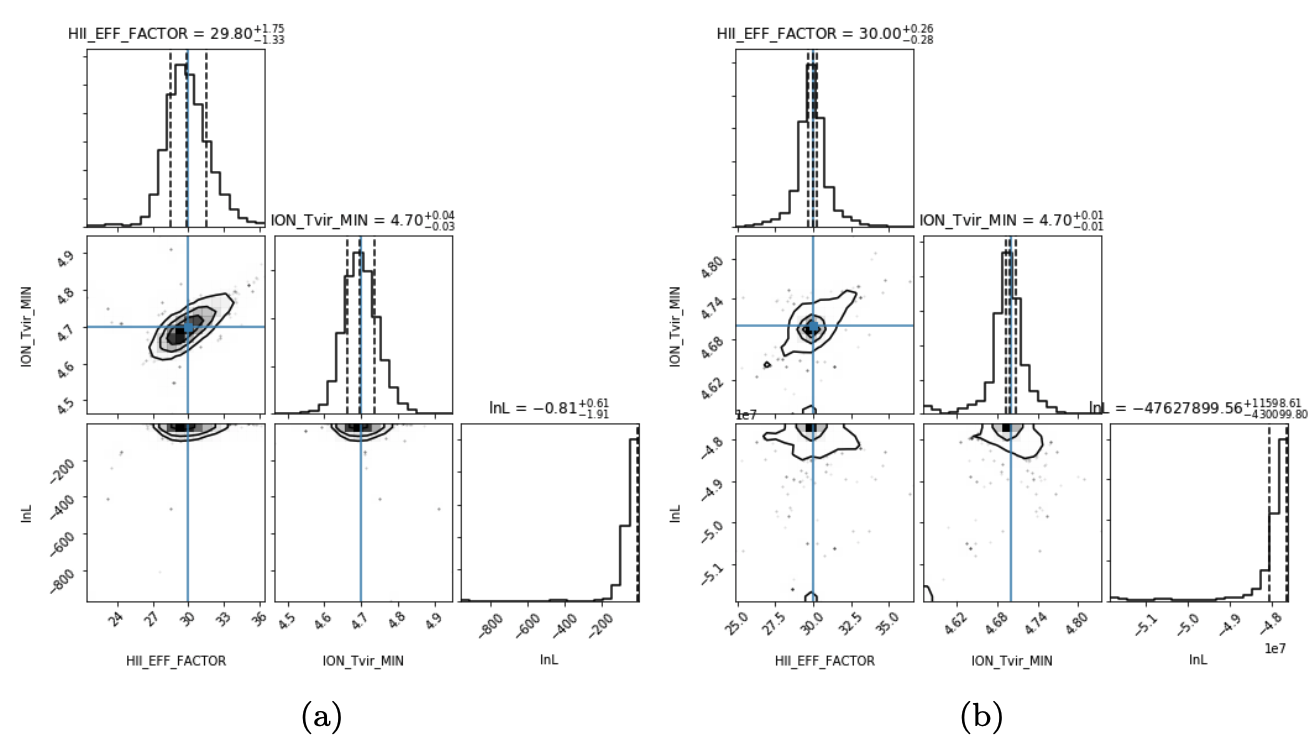 HII_EFF_FACTOR = 29.80+1.75 −1.33
ION_Tvir_MIN = 4.70+0.04 −0.03
lnL = −0.81+0.61 −1.91
ION_Tvir_MIN
4.9
4.8
4.7
4.6
4.5
lnL
−200
−400
−600
−800
24 27 30 33 36
HII_EFF_FACTOR
4.5 4.6 4.7 4.8 4.9
ION_Tvir_MIN
−800 −600 −400 −200
lnL
(a)
HII_EFF_FACTOR = 30.00+0.26 −0.28
ION_Tvir_MIN = 4.70+0.01 −0.01
lnL = −47627899.56+11598.61 −430099.80
ION_Tvir_MIN
4.80
4.74
4.68
4.62
1e7
lnL
−4.8
−4.9
−5.0
−5.1
25.0 27.5 30.0 32.5 35.0
HII_EFF_FACTOR
4.62 4.68 4.74 4.80
ION_Tvir_MIN
−5.1 −5.0 −4.9 −4.8
1e7
lnL
(b)